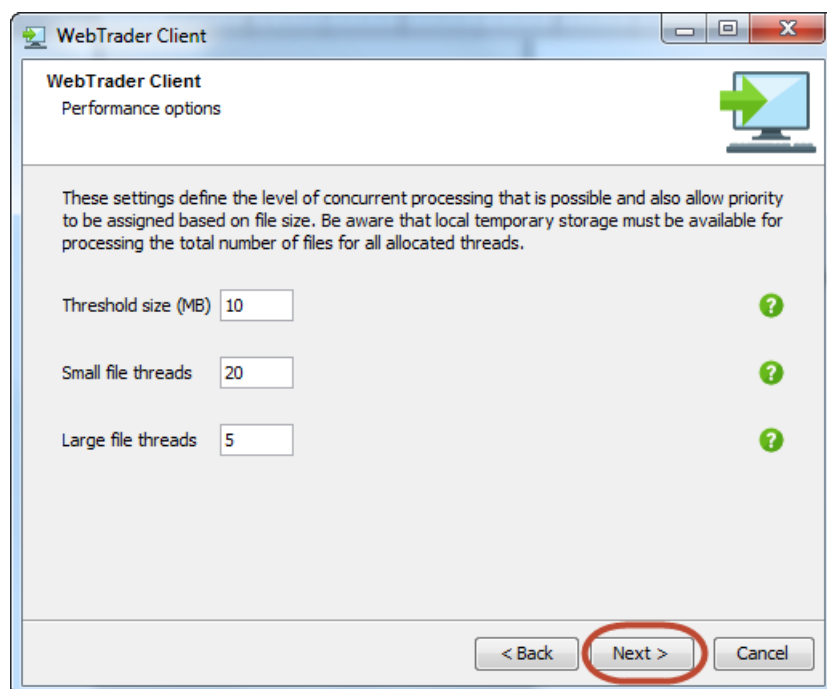 WebTrader Client
WebTrader Client
Performance options
These settings define the level of concurrent processing that is possible and also allow priority
to be assigned based on file size. Be aware that local temporary storage must be available for
processing the total number of files for all allocated threads.
Threshold size (MB) 10
Small file threads 20
Large file threads 5
< Back Next > Cancel